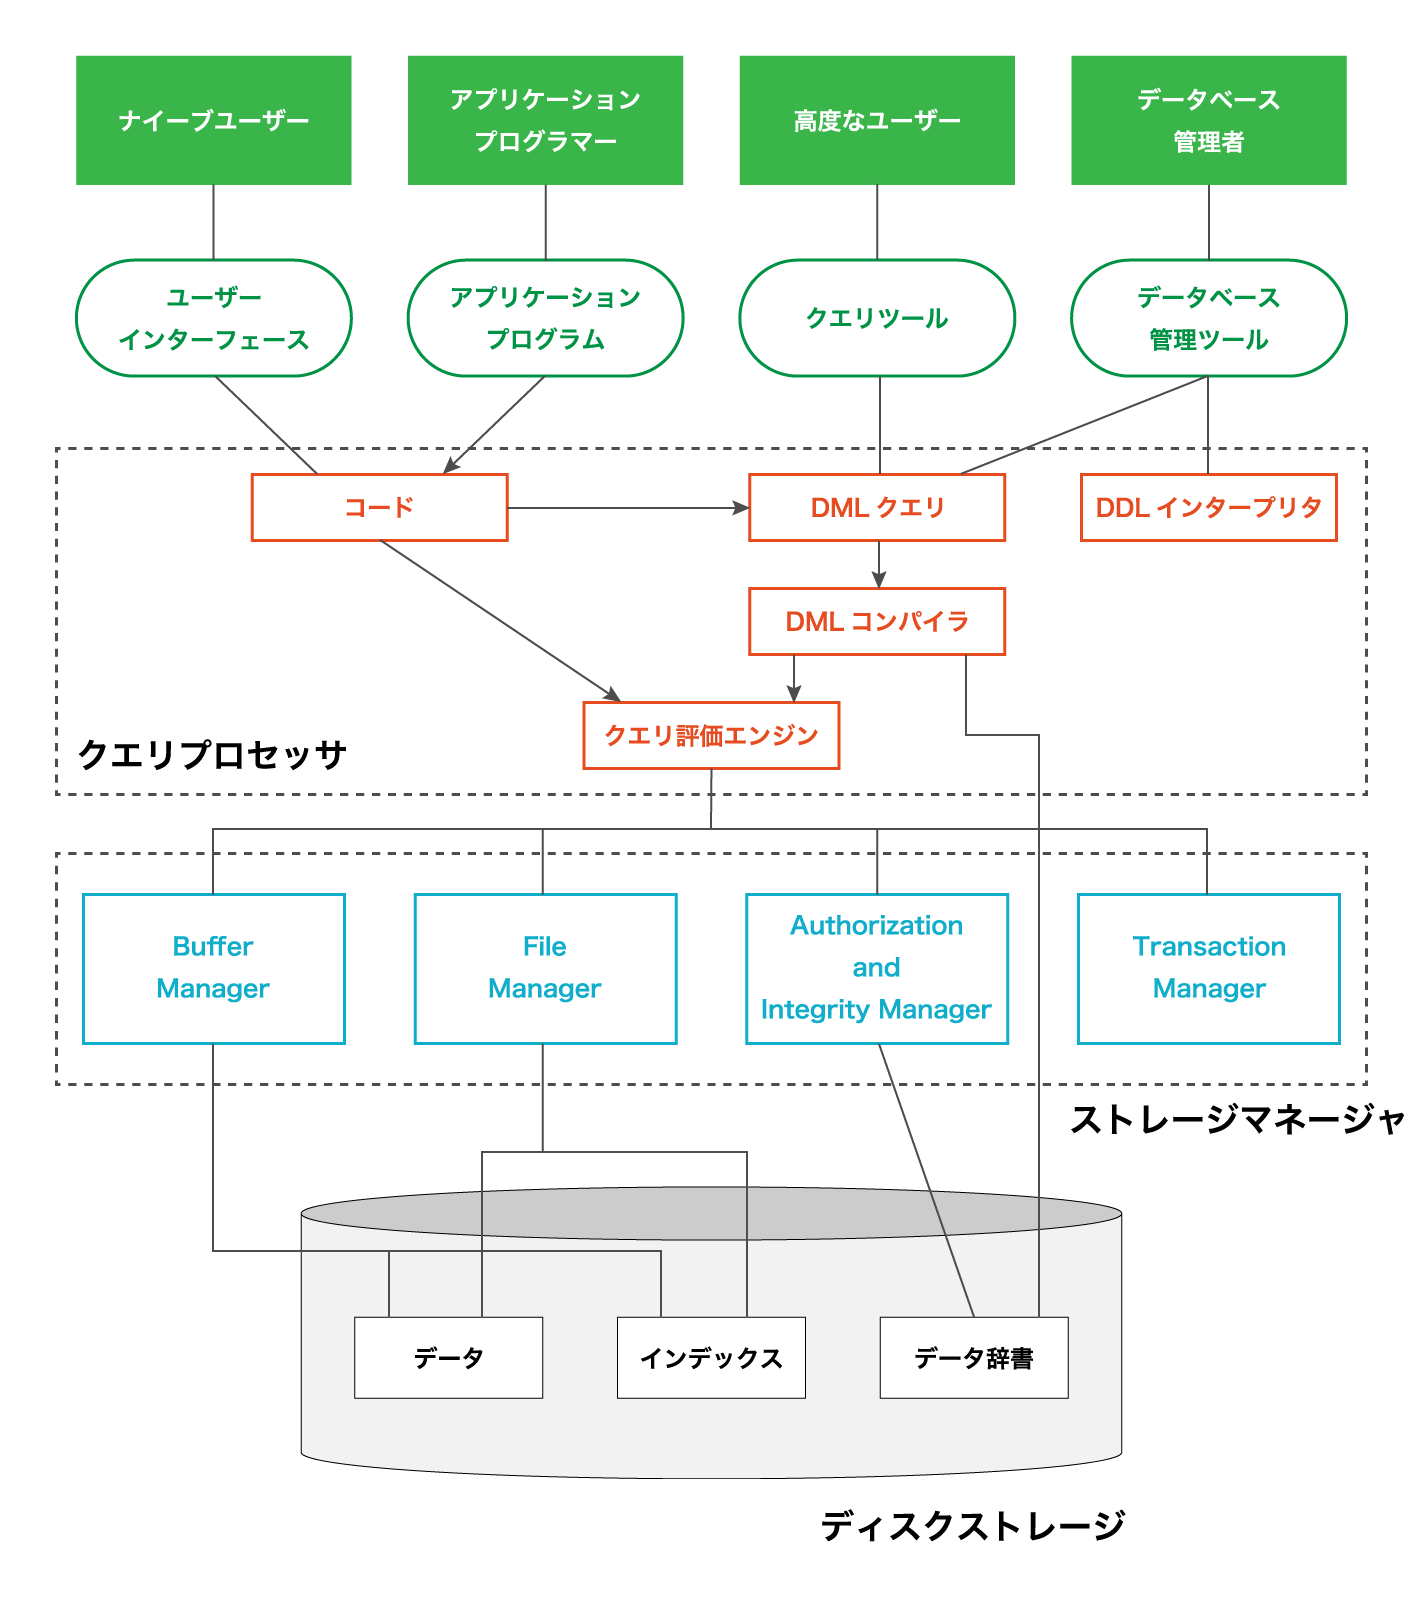 ナイーブユーザー
アプリケーション
プログラマー
高度なユーザー
データベース
管理者
ユーザー
インターフェース
アプリケーション
プログラム
クエリツール
データベース
管理ツール
コード
DML クエリ
DDL インタープリタ
DML コンパイラ
クエリ評価エンジン
クエリプロセッサ
Buffer
Manager
File
Manager
Authorization
and
Integrity Manager
Transaction
Manager
ストレージマネージャ
データ
インデックス
データ辞書
ディスクストレージ